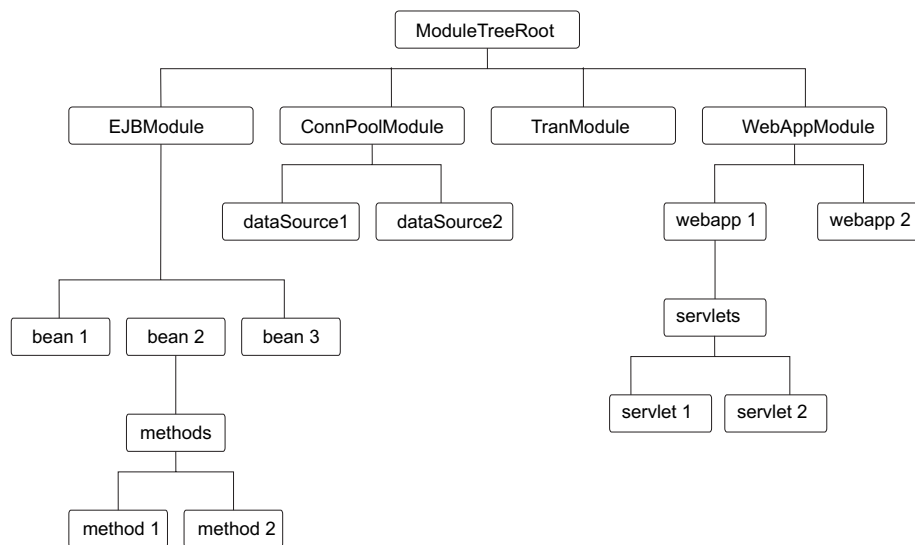 ModuleTreeRoot
EJBModule
ConnPoolModule
TranModule
WebAppModule
dataSource1
dataSource2
webapp 1
webapp 2
servlets
bean 1
bean 2
bean 3
servlet 1
servlet 2
methods
method 1
method 2